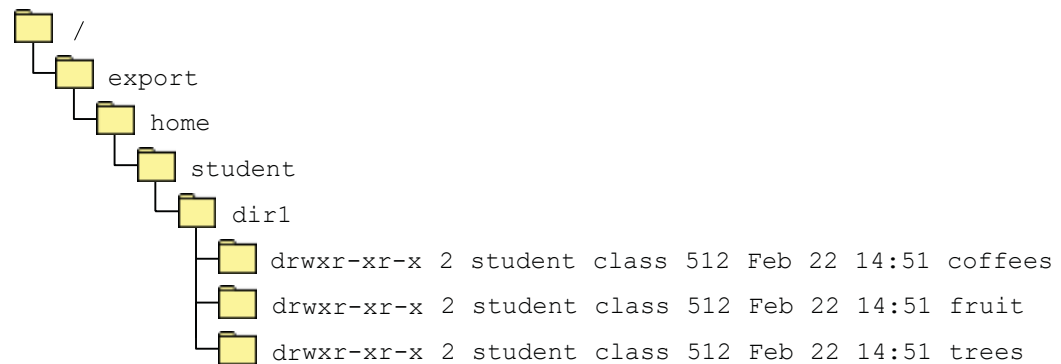 /
export
home
student
dir1
drwxr-xr-x 2 student class 512 Feb 22 14:51 coffees
drwxr-xr-x 2 student class 512 Feb 22 14:51 fruit
drwxr-xr-x 2 student class 512 Feb 22 14:51 trees